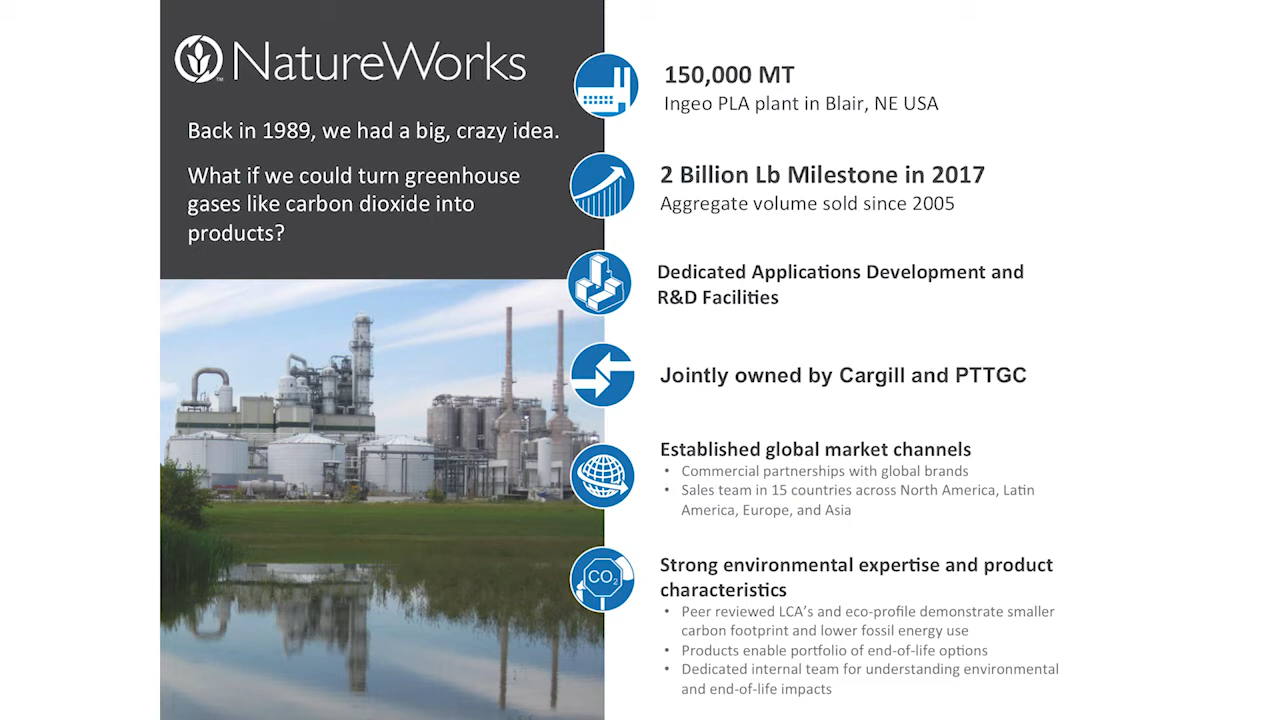 NatureWorks
™
Back in 1989, we had a big, crazy idea.
What if we could turn greenhouse
gases like carbon dioxide into
products?
150,000 MT
Ingeo PLA plant in Blair, NE USA
2 Billion Lb Milestone in 2017
Aggregate volume sold since 2005
Dedicated Applications Development and
R&D Facilities
Jointly owned by Cargill and PTTGC
Established global market channels
• Commercial partnerships with global brands
• Sales team in 15 countries across North America, Latin
America, Europe, and Asia
CO₂
Strong environmental expertise and product
characteristics
• Peer reviewed LCA’s and eco-profile demonstrate smaller
carbon footprint and lower fossil energy use
• Products enable portfolio of end-of-life options
• Dedicated internal team for understanding environmental
and end-of-life impacts